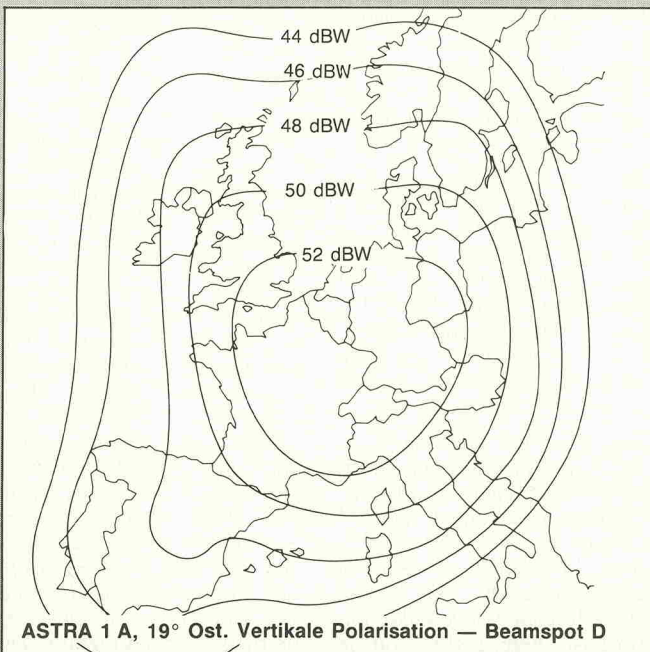 44 dBW
46 dBW
48 dBW
50 dBW
52 dBW
ASTRA 1 A, 19° Ost. Vertikale Polarisation — Beamspot D